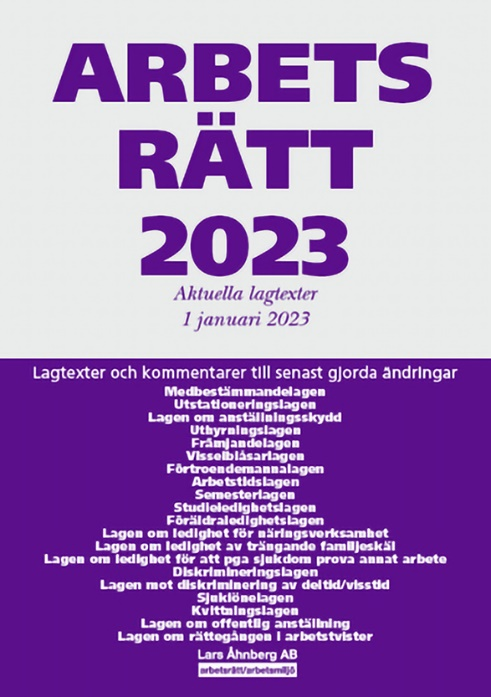 ARBETS
RÄTT
2023
Aktuella lagtexter
1 januari 2023
Lagtexter och kommentarer till senast gjorda ändringar
Medbestämmandelagen
Utstationeringslagen
Lagen om anställningsskydd
Uthyrningslagen
Främjandelagen
Visselblåsarlagen
Förtroendemannalagen
Arbetstidslagen
Semesterlagen
Studieledighetslagen
Föräldraledighetslagen
Lagen om ledighet för näringsverksamhet
Lagen om ledighet av trängande familjeskäl
Lagen om ledighet för att pga sjukdom prova annat arbete
Diskrimineringslagen
Lagen mot diskriminering av deltid/visstid
Sjuklönelagen
Kvittningslagen
Lagen om offentlig anställning
Lagen om rättegången i arbetstvister
Lars Åhnberg AB
arbetsrätt/arbetsmiljö